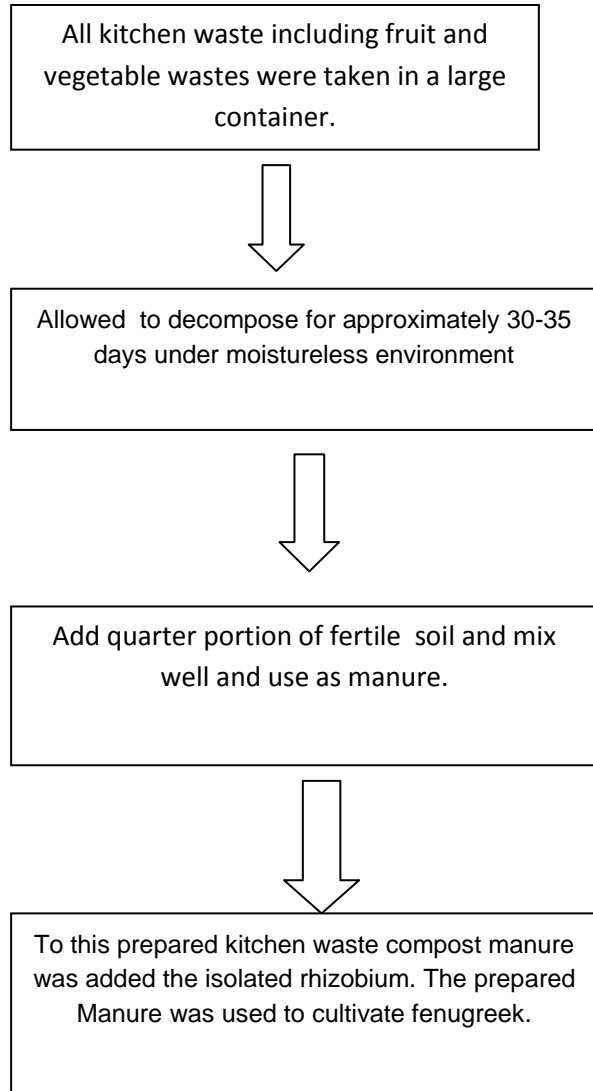 All kitchen waste including fruit and
vegetable wastes were taken in a large
container.
Allowed  to decompose for approximately 30-35
days under moistureless environment
Add quarter portion of fertile  soil and mix
well and use as manure.
To this prepared kitchen waste compost manure
was added the isolated rhizobium. The prepared
Manure was used to cultivate fenugreek.